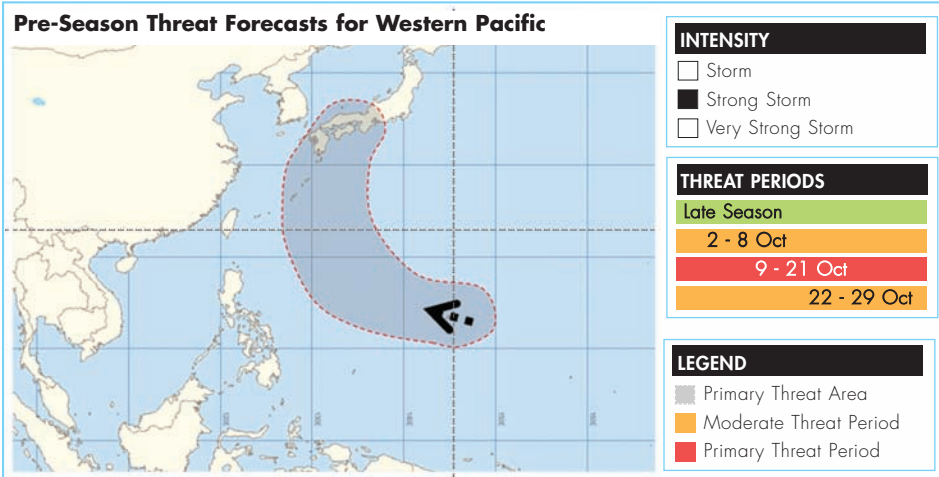 Pre-Season Threat Forecasts for Western Pacific
INTENSITY
Storm
Strong Storm
Very Strong Storm
THREAT PERIODS
Late Season
2 - 8 Oct
9 - 21 Oct
22 - 29 Oct
LEGEND
Primary Threat Area
Moderate Threat Period
Primary Threat Period